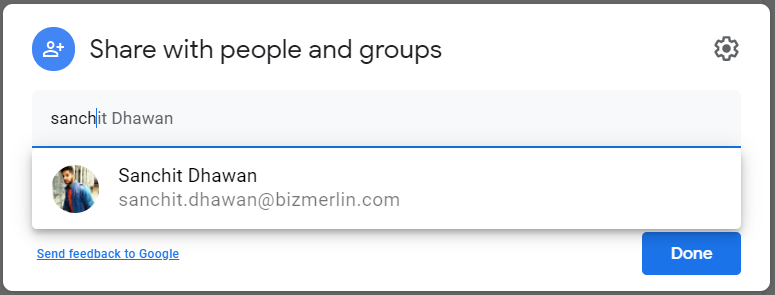 Share with people and groups
sanchit Dhawan
Sanchit Dhawan
sanchit.dhawan@bizmerlin.com
Send feedback to Google
Done